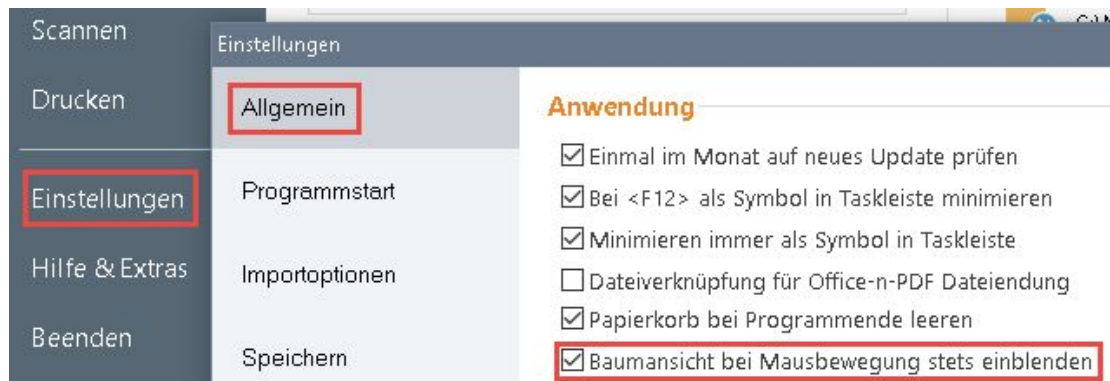 Scannen
Drucken
Einstellungen
Hilfe & Extras
Beenden
Einstellungen
Allgemein
Programmstart
Importoptionen
Speichern
Anwendung
Einmal im Monat auf neues Update prüfen
Bei <F12> als Symbol in Taskleiste minimieren
Minimieren immer als Symbol in Taskleiste
Dateiverknüpfung für Office-n-PDF Dateiendung
Papierkorb bei Programmende leeren
Baumansicht bei Mausbewegung stets einblenden